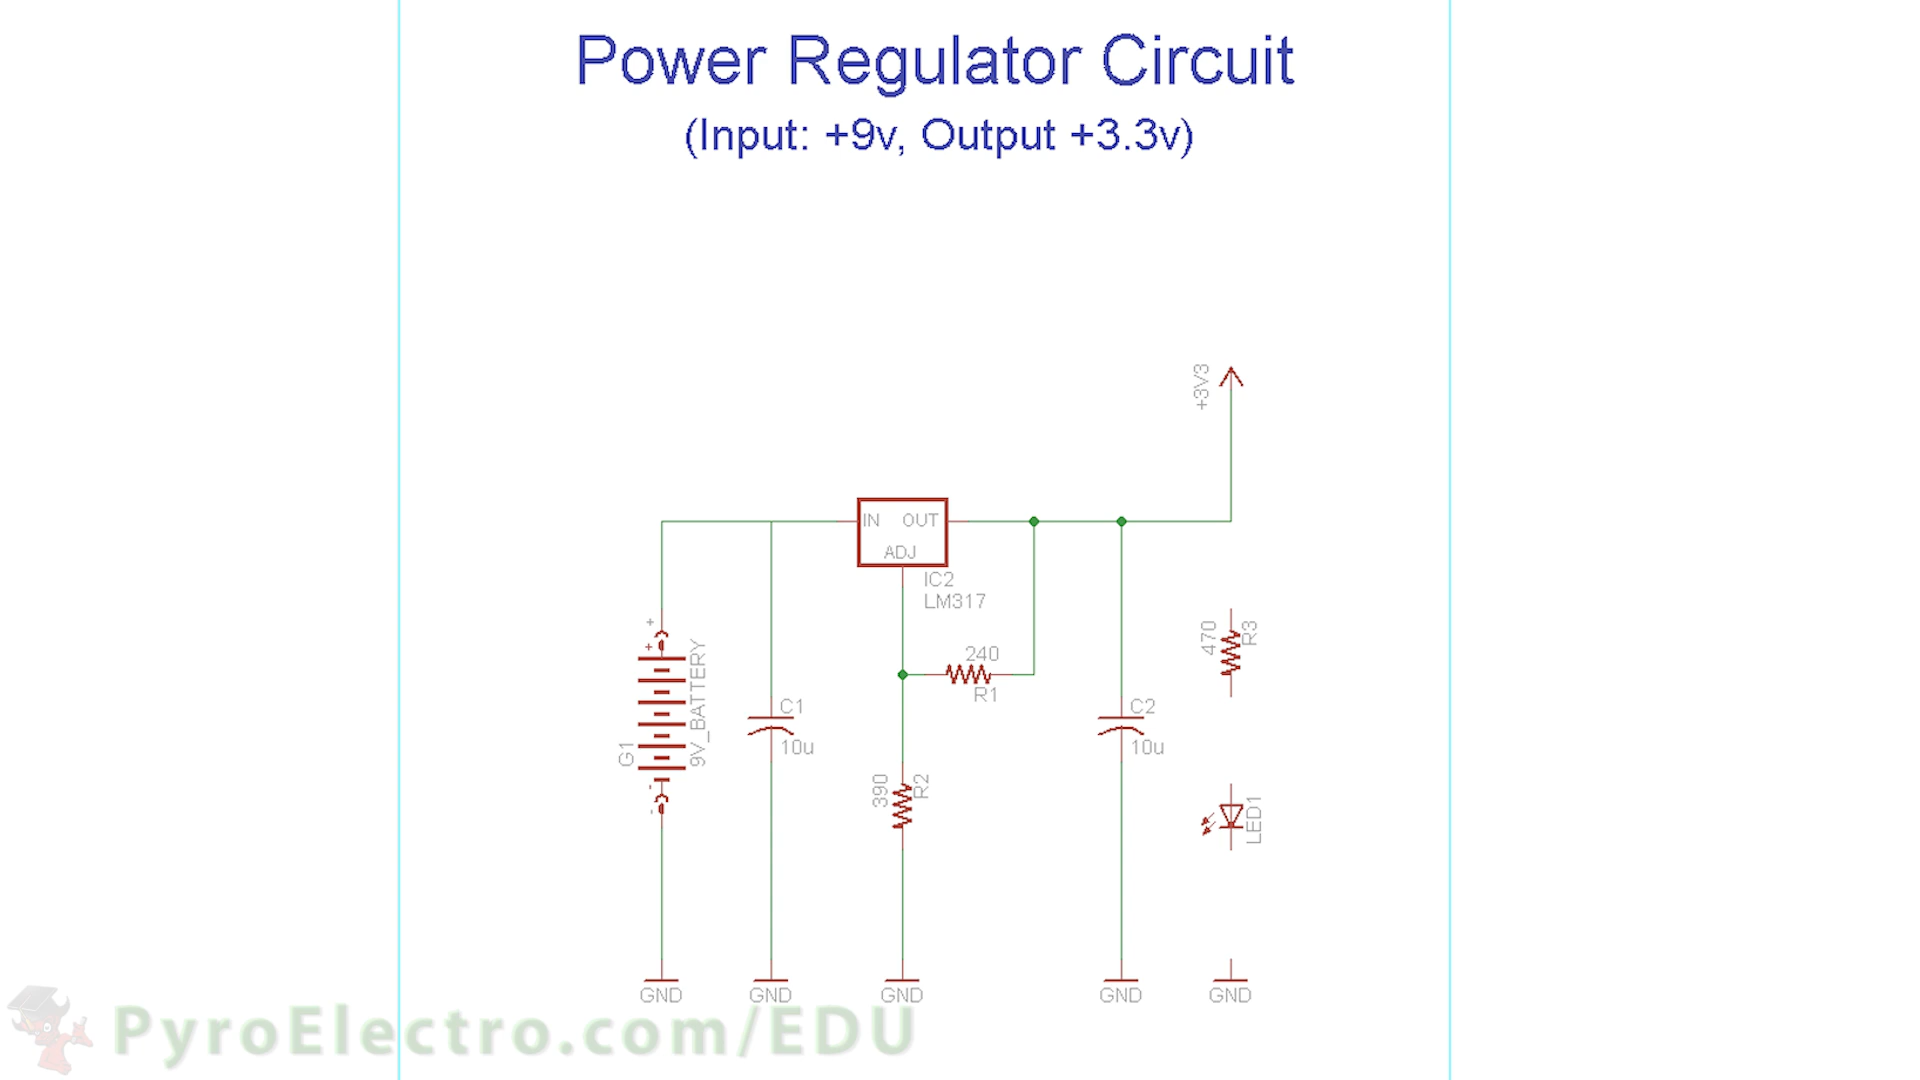 Power Regulator Circuit
(Input: +9v, Output +3.3v)
+3V3
IN OUT
ADJ
IC2
LM317
+
+
G1
9V_BATTERY
-
-
C1
10u
240
R1
390
R2
C2
10u
470
R3
LED1
GND
GND
GND
GND
GND
PyroElectro.com/EDU